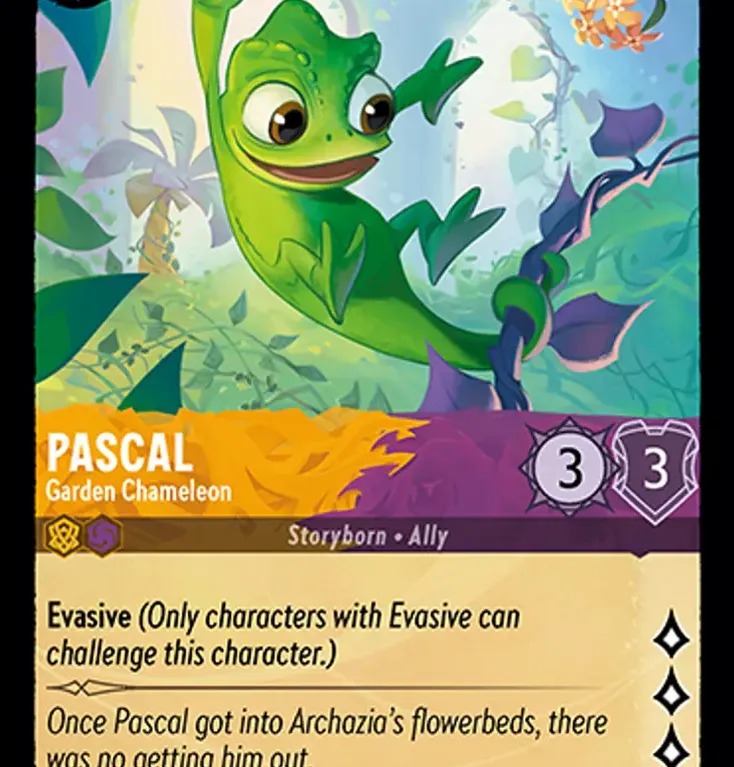 PASCAL
Garden Chameleon
3
3
Storyborn • Ally
Evasive (Only characters with Evasive can
challenge this character.)
Once Pascal got into Archazia's flowerbeds, there
was no getting him out.